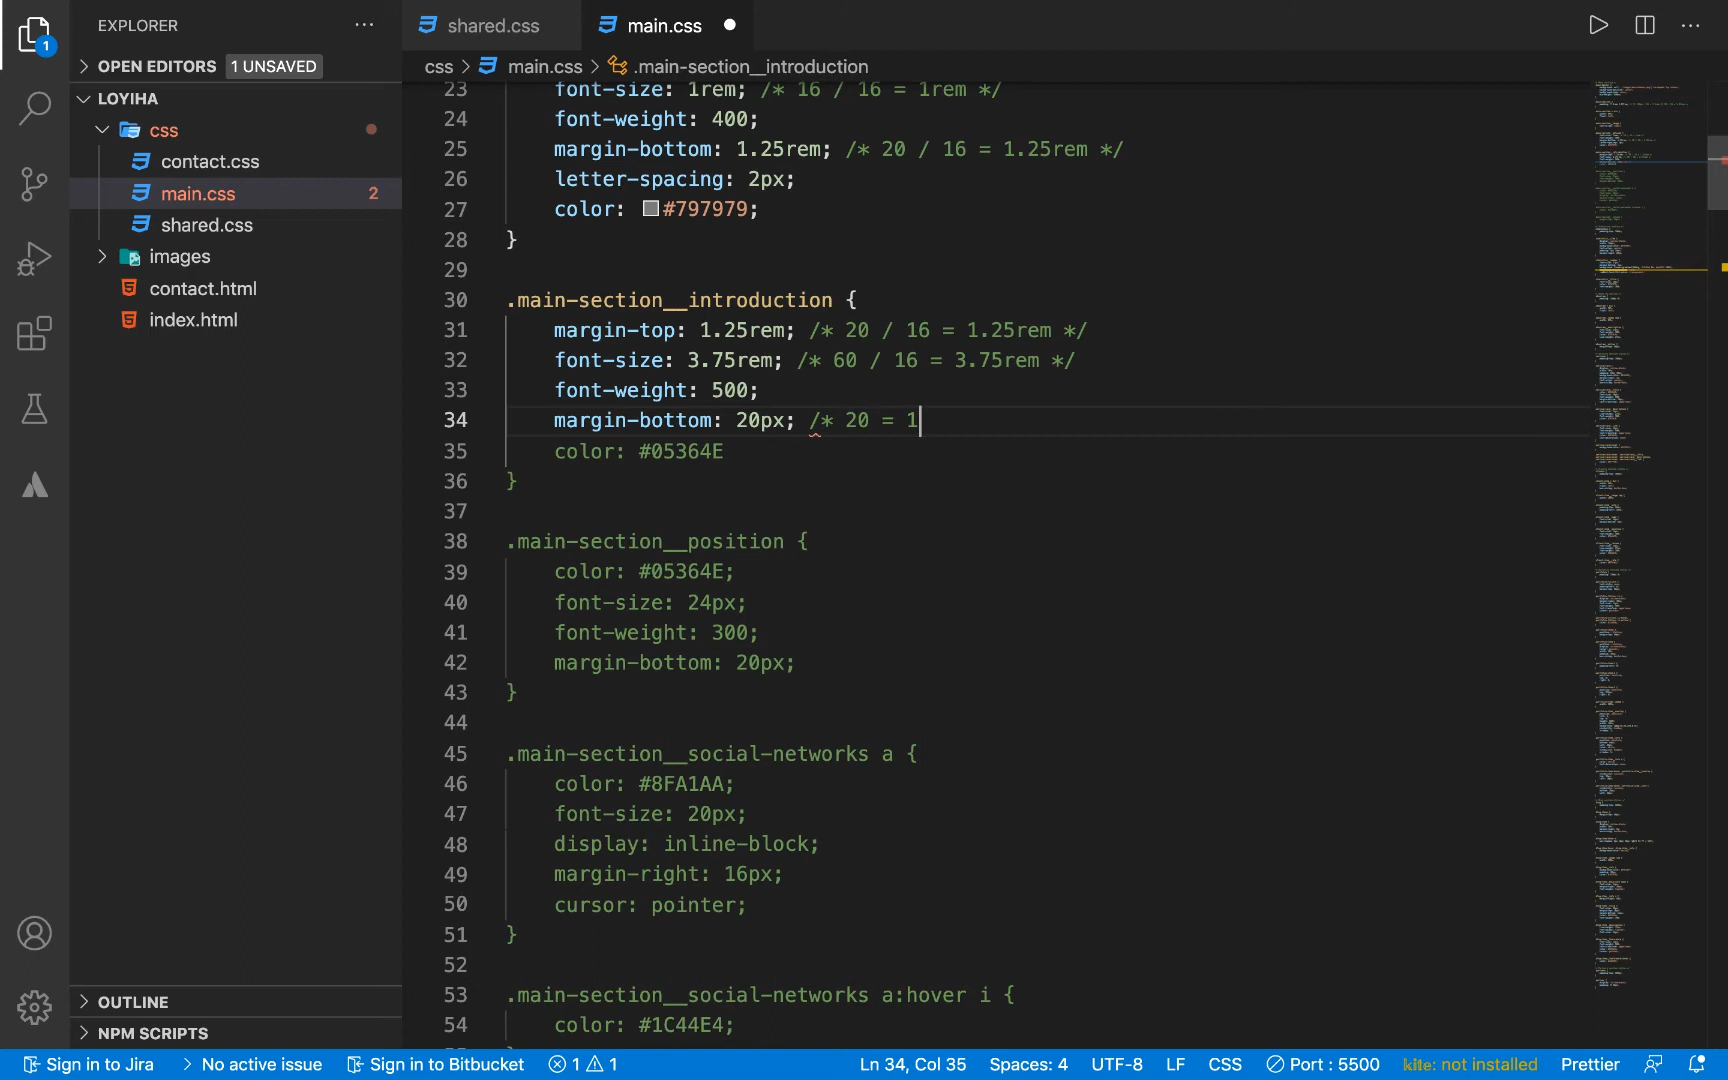 EXPLORER
shared.css
main.css
OPEN EDITORS 1 UNSAVED
css > main.css > .main-section__introduction
LOYIHA
css
contact.css
main.css 2
shared.css
images
contact.html
index.html
OUTLINE
NPM SCRIPTS
1
23 font-size: 1rem; /* 16 / 16 = 1rem */
24 font-weight: 400;
25 margin-bottom: 1.25rem; /* 20 / 16 = 1.25rem */
26 letter-spacing: 2px;
27 color: #797979;
28 }
29
30 .main-section__introduction {
31 margin-top: 1.25rem; /* 20 / 16 = 1.25rem */
32 font-size: 3.75rem; /* 60 / 16 = 3.75rem */
33 font-weight: 500;
34 margin-bottom: 20px; /* 20 = 1
35 color: #05364E
36 }
37
38 .main-section__position {
39 color: #05364E;
40 font-size: 24px;
41 font-weight: 300;
42 margin-bottom: 20px;
43 }
44
45 .main-section__social-networks a {
46 color: #8FA1AA;
47 font-size: 20px;
48 display: inline-block;
49 margin-right: 16px;
50 cursor: pointer;
51 }
52
53 .main-section__social-networks a:hover i {
54 color: #1C44E4;
Sign in to Jira > No active issue Sign in to Bitbucket 1 1 Ln 34, Col 35 Spaces: 4 UTF-8 LF CSS Port : 5500 kite: not installed Prettier